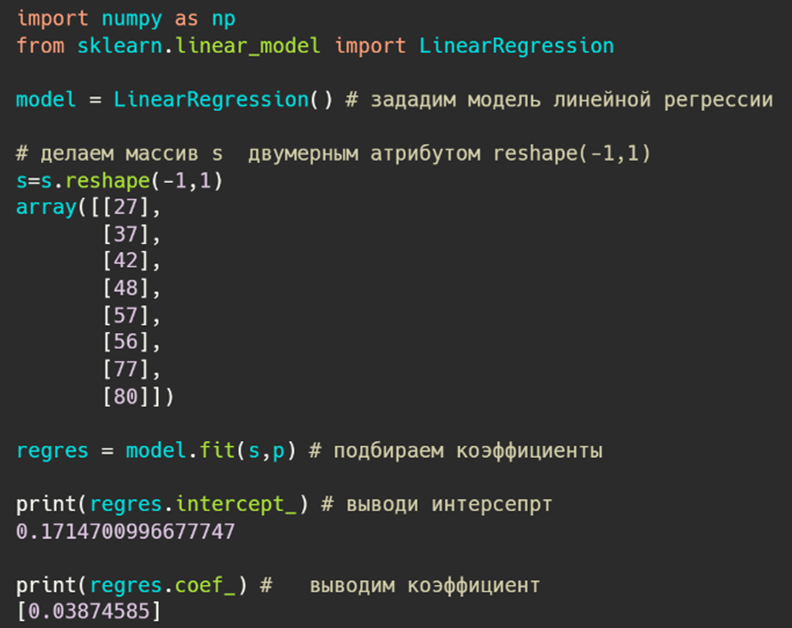 import numpy as np
from sklearn.linear_model import LinearRegression
model = LinearRegression() # зададим модель линейной регрессии
# делаем массив s  двумерным атрибутом reshape(-1,1)
s=s.reshape(-1,1)
array([[27],
       [37],
       [42],
       [48],
       [57],
       [56],
       [77],
       [80]])
regres = model.fit(s,p) # подбираем коэффициенты
print(regres.intercept_) # выводи интерсепрт
0.1714700996677747
print(regres.coef_) #   выводим коэффициент
[0.03874585]